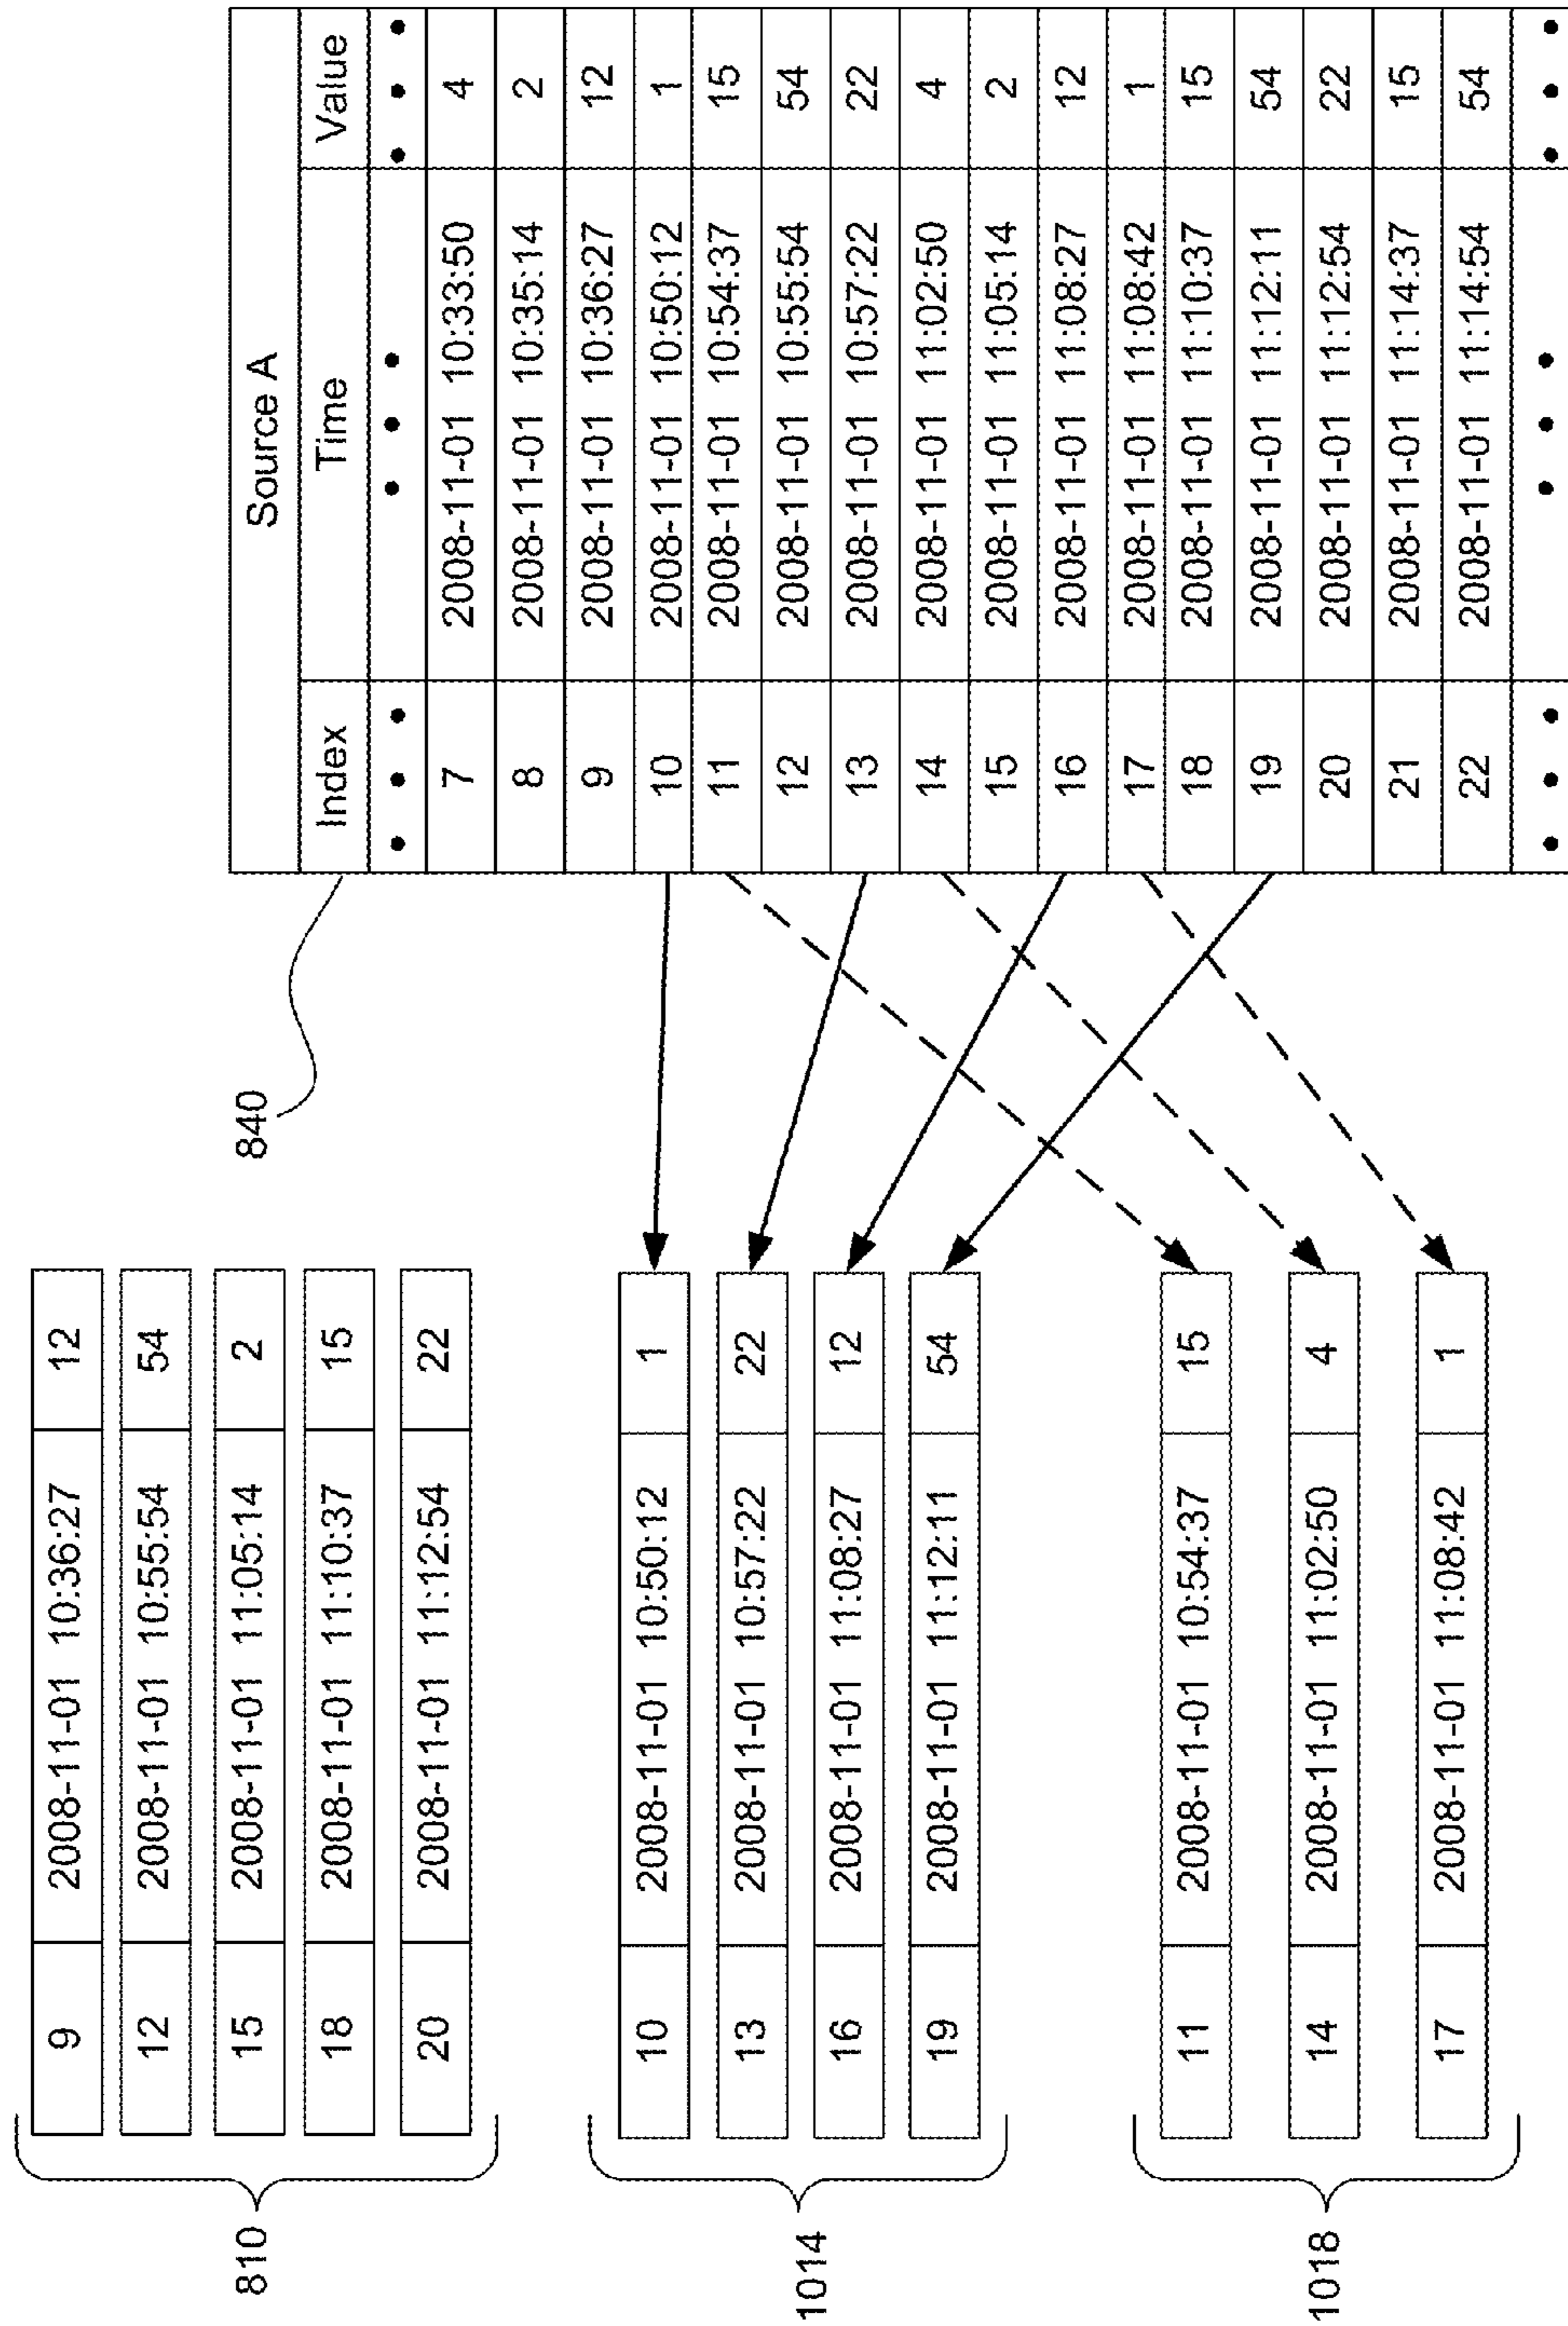 9 2008-11-01 10:36:27 12
12 2008-11-01 10:55:54 54
15 2008-11-01 11:05:14 2
18 2008-11-01 11:10:37 15
20 2008-11-01 11:12:54 22
810
10 2008-11-01 10:50:12 1
13 2008-11-01 10:57:22 22
16 2008-11-01 11:08:27 12
19 2008-11-01 11:12:11 54
1014
11 2008-11-01 10:54:37 15
14 2008-11-01 11:02:50 4
17 2008-11-01 11:08:42 1
1018
840
Source A
Index Time Value
7 2008-11-01 10:33:50 4
8 2008-11-01 10:35:14 2
9 2008-11-01 10:36:27 12
10 2008-11-01 10:50:12 1
11 2008-11-01 10:54:37 15
12 2008-11-01 10:55:54 54
13 2008-11-01 10:57:22 22
14 2008-11-01 11:02:50 4
15 2008-11-01 11:05:14 2
16 2008-11-01 11:08:27 12
17 2008-11-01 11:08:42 1
18 2008-11-01 11:10:37 15
19 2008-11-01 11:12:11 54
20 2008-11-01 11:12:54 22
21 2008-11-01 11:14:37 15
22 2008-11-01 11:14:54 54